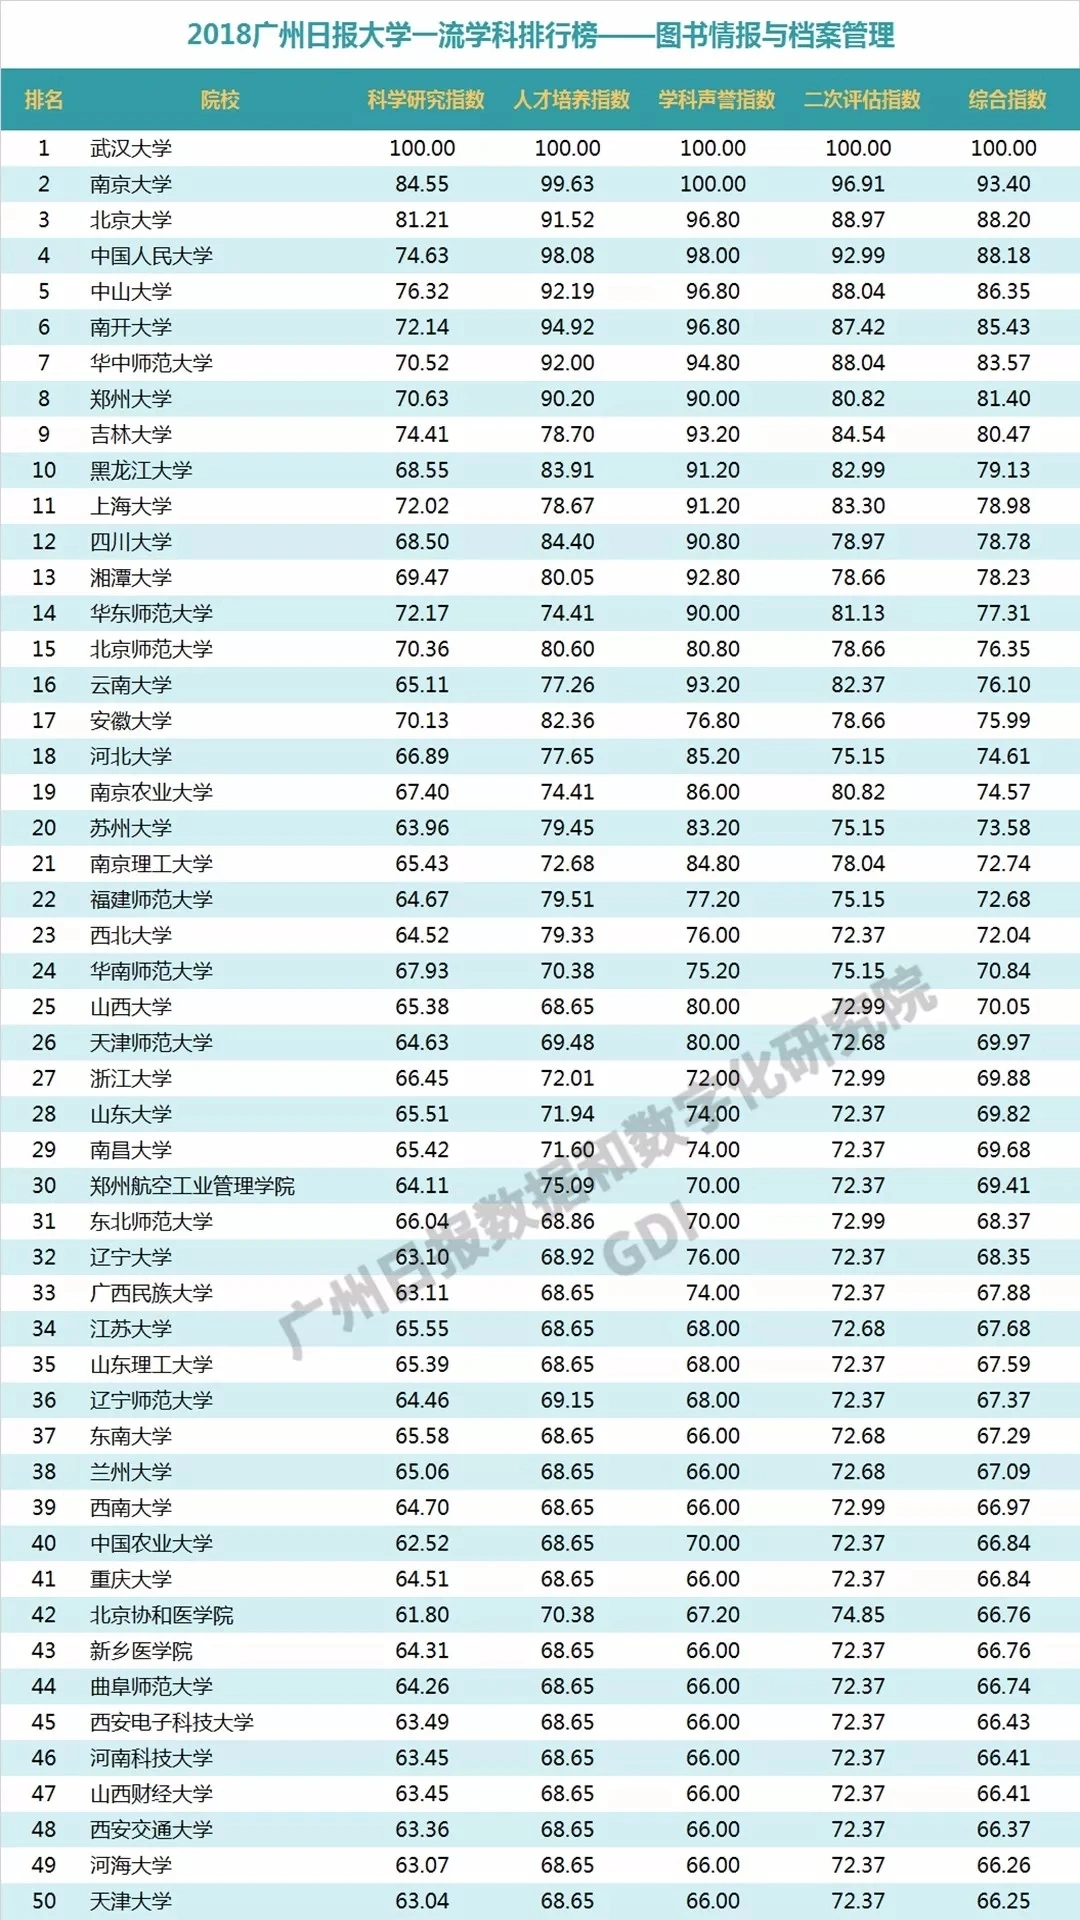 2018广州日报大学一流学科排行榜——图书情报与档案管理
排名 院校 科学研究指数 人才培养指数 学科声誉指数 二次评估指数 综合指数
1 武汉大学 100.00 100.00 100.00 100.00 100.00
2 南京大学 84.55 99.63 100.00 96.91 93.40
3 北京大学 81.21 91.52 96.80 88.97 88.20
4 中国人民大学 74.63 98.08 98.00 92.99 88.18
5 中山大学 76.32 92.19 96.80 88.04 86.35
6 南开大学 72.14 94.92 96.80 87.42 85.43
7 华中师范大学 70.52 92.00 94.80 88.04 83.57
8 郑州大学 70.63 90.20 90.00 80.82 81.40
9 吉林大学 74.41 78.70 93.20 84.54 80.47
10 黑龙江大学 68.55 83.91 91.20 82.99 79.13
11 上海大学 72.02 78.67 91.20 83.30 78.98
12 四川大学 68.50 84.40 90.80 78.97 78.78
13 湘潭大学 69.47 80.05 92.80 78.66 78.23
14 华东师范大学 72.17 74.41 90.00 81.13 77.31
15 北京师范大学 70.36 80.60 80.80 78.66 76.35
16 云南大学 65.11 77.26 93.20 82.37 76.10
17 安徽大学 70.13 82.36 76.80 78.66 75.99
18 河北大学 66.89 77.65 85.20 75.15 74.61
19 南京农业大学 67.40 74.41 86.00 80.82 74.57
20 苏州大学 63.96 79.45 83.20 75.15 73.58
21 南京理工大学 65.43 72.68 84.80 78.04 72.74
22 福建师范大学 64.67 79.51 77.20 75.15 72.68
23 西北大学 64.52 79.33 76.00 72.37 72.04
24 华南师范大学 67.93 70.38 75.20 75.15 70.84
25 山西大学 65.38 68.65 80.00 72.99 70.05
26 天津师范大学 64.63 69.48 80.00 72.68 69.97
27 浙江大学 66.45 72.01 72.00 72.99 69.88
28 山东大学 65.51 71.94 74.00 72.37 69.82
29 南昌大学 65.42 71.60 74.00 72.37 69.68
30 郑州航空工业管理学院 64.11 75.09 70.00 72.37 69.41
31 东北师范大学 66.04 68.86 70.00 72.99 68.37
32 辽宁大学 63.10 68.92 76.00 72.37 68.35
33 广西民族大学 63.11 68.65 74.00 72.37 67.88
34 江苏大学 65.55 68.65 68.00 72.68 67.68
35 山东理工大学 65.39 68.65 68.00 72.37 67.59
36 辽宁师范大学 64.46 69.15 68.00 72.37 67.37
37 东南大学 65.58 68.65 66.00 72.68 67.29
38 兰州大学 65.06 68.65 66.00 72.68 67.09
39 西南大学 64.70 68.65 66.00 72.99 66.97
40 中国农业大学 62.52 68.65 70.00 72.37 66.84
41 重庆大学 64.51 68.65 66.00 72.37 66.84
42 北京协和医学院 61.80 70.38 67.20 74.85 66.76
43 新乡医学院 64.31 68.65 66.00 72.37 66.76
44 曲阜师范大学 64.26 68.65 66.00 72.37 66.74
45 西安电子科技大学 63.49 68.65 66.00 72.37 66.43
46 河南科技大学 63.45 68.65 66.00 72.37 66.41
47 山西财经大学 63.45 68.65 66.00 72.37 66.41
48 西安交通大学 63.36 68.65 66.00 72.37 66.37
49 河海大学 63.07 68.65 66.00 72.37 66.26
50 天津大学 63.04 68.65 66.00 72.37 66.25
广州日报数据和数字化研究院
GDI